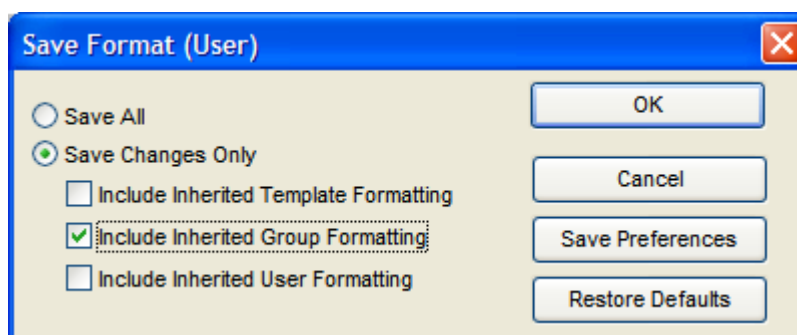 Save Format (User)
Save All
Save Changes Only
Include Inherited Template Formatting
Include Inherited Group Formatting
Include Inherited User Formatting
OK
Cancel
Save Preferences
Restore Defaults